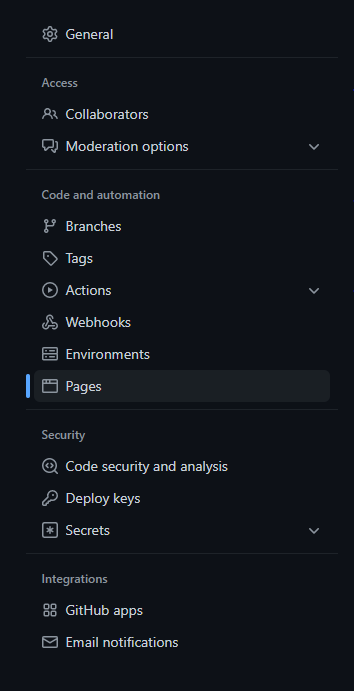 General
Access
Collaborators
Moderation options
Code and automation
Branches
Tags
Actions
Webhooks
Environments
Pages
Security
Code security and analysis
Deploy keys
Secrets
Integrations
GitHub apps
Email notifications